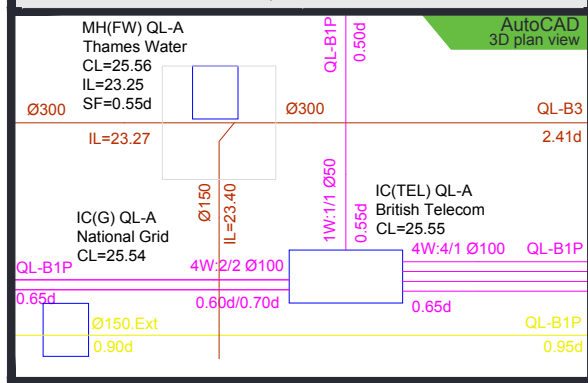 AutoCAD
3D plan view
MH(FW) QL-A
Thames Water
CL=25.56
IL=23.25
SF=0.55d
QL-B1P
0.50d
Ø300
Ø300
QL-B3
IL=23.27
2.41d
Ø150
IL=23.40
1W:1/1 Ø50
0.55d
IC(TEL) QL-A
British Telecom
CL=25.55
IC(G) QL-A
National Grid
CL=25.54
QL-B1P
4W:2/2 Ø100
4W:4/1 Ø100
QL-B1P
0.65d
0.60d/0.70d
0.65d
Ø150.Ext
QL-B1P
0.90d
0.95d